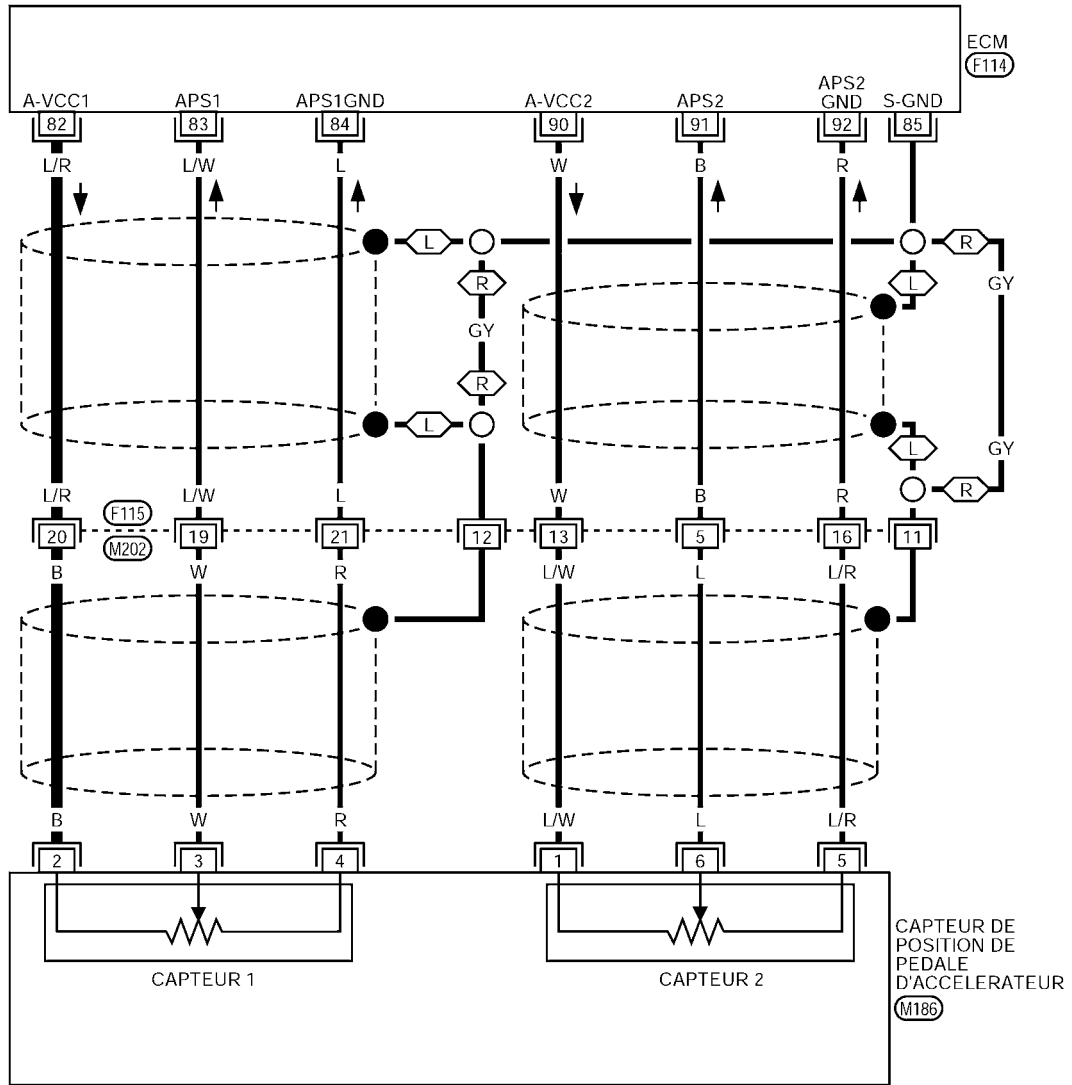 ECM
F114
A-VCC1 APS1 APS1GND A-VCC2 APS2 APS2 GND S-GND
82 83 84 90 91 92 85
L/R L/W L W B R
L R
R L
GY GY
R
L L GY
R
L/R L/W L W B R
F115
20 19 21 12 13 5 16 11
M202
B W R L/W L L/R
B W R L/W L L/R
2 3 4 1 6 5
CAPTEUR 1 CAPTEUR 2
CAPTEUR DE
POSITION DE
PEDALE
D'ACCELERATEUR
M186